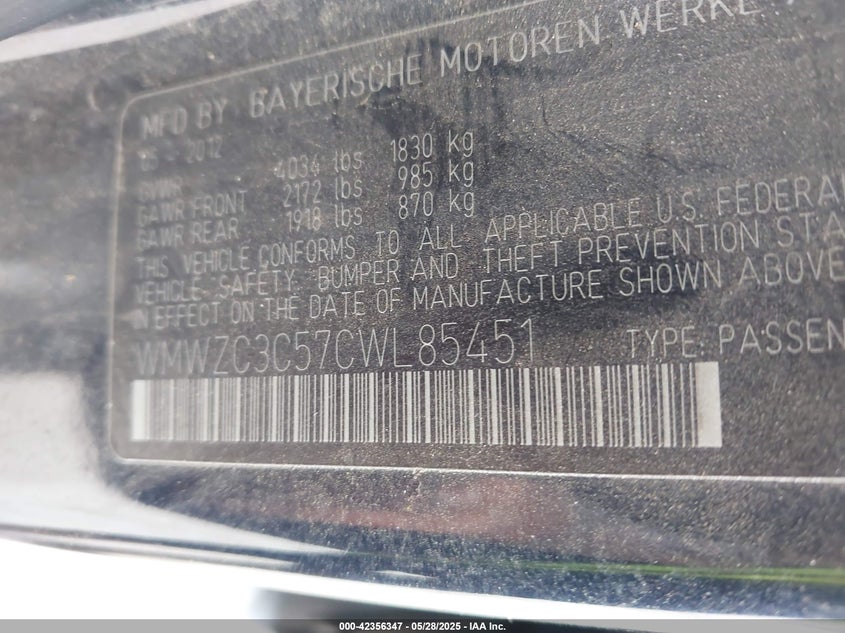 MFD BY BAYERISCHE MOTOREN WERKE
2012
GVWR 4034 lbs 1830 kg
GAWR FRONT 2172 lbs 985 kg
GAWR REAR 1918 lbs 870 kg
THIS VEHICLE CONFORMS TO ALL APPLICABLE U.S. FEDERAL
VEHICLE SAFETY, BUMPER AND THEFT PREVENTION STA
IN EFFECT ON THE DATE OF MANUFACTURE SHOWN ABOVE
WMWZC3C57CWL85451 TYPE: PASSEN
000-42356347 | 05/28/2025 - IAA Inc.